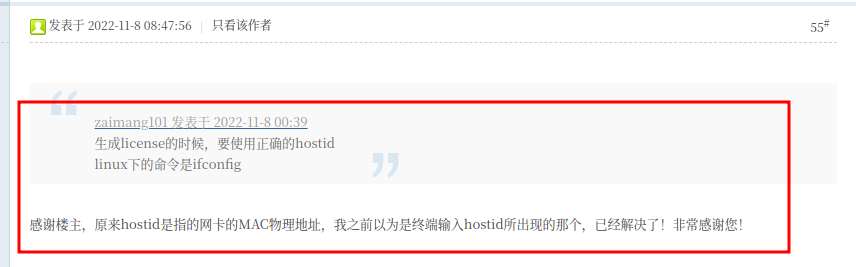 发表于 2022-11-8 08:47:56 | 只看该作者 55#
“
zaimang101 发表于 2022-11-8 00:39
生成license的时候，要使用正确的hostid
linux下的命令是ifconfig
”
感谢楼主，原来hostid是指的网卡的MAC物理地址，我之前以为是终端输入hostid所出现的那个，已经解决了！非常感谢您！